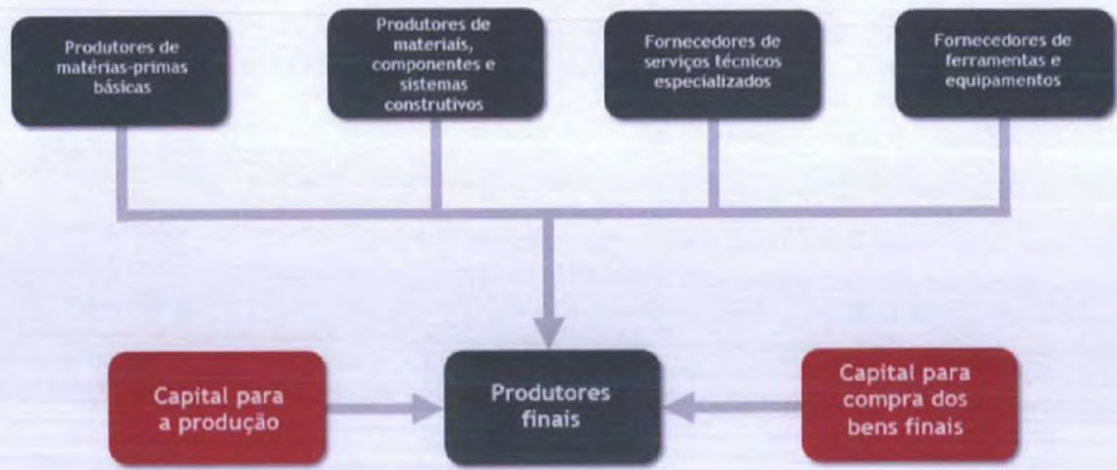 Produtores de
matérias-primas
básicas
Produtores de
materiais,
componentes e
sistemas
construtivos
Fornecedores de
serviços técnicos
especializados
Fornecedores de
ferramentas e
equipamentos
Capital para
a produção
Produtores
finais
Capital para
compra dos
bens finais